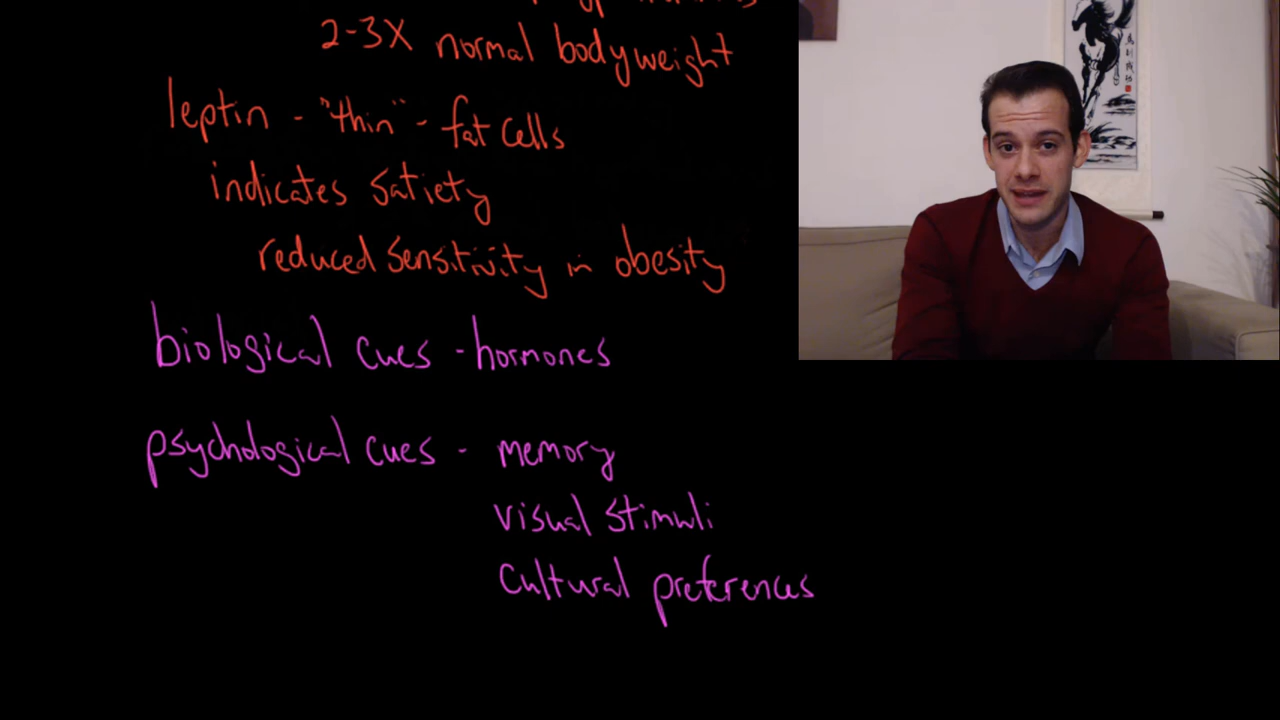 2-3X normal bodyweight
leptin - "thin" - fat cells
indicates satiety
reduced sensitivity in obesity
biological cues - hormones
psychological cues - memory
visual stimuli
cultural preferences